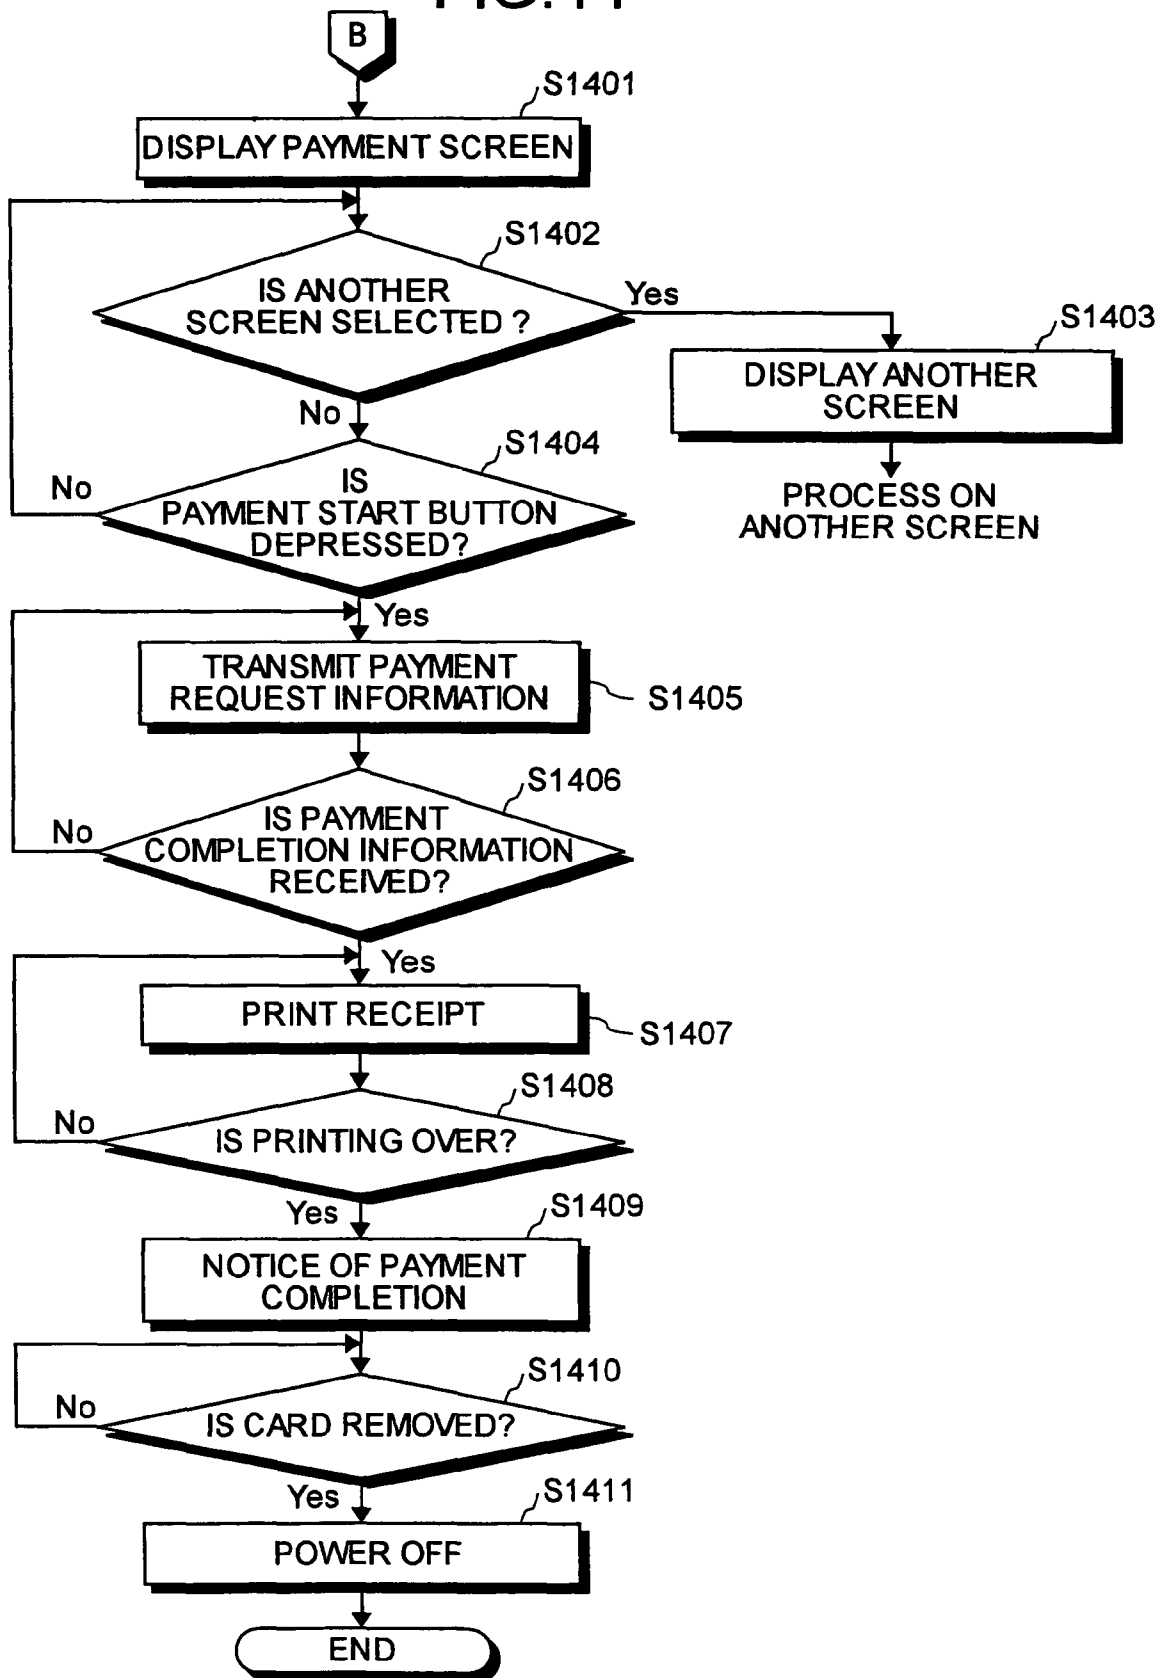 B
S1401
DISPLAY PAYMENT SCREEN
S1402
IS ANOTHER
SCREEN SELECTED ?
Yes
S1403
DISPLAY ANOTHER
SCREEN
No
S1404
IS
PAYMENT START BUTTON
DEPRESSED?
No
PROCESS ON
ANOTHER SCREEN
Yes
TRANSMIT PAYMENT
REQUEST INFORMATION
S1405
S1406
IS PAYMENT
COMPLETION INFORMATION
RECEIVED?
No
Yes
PRINT RECEIPT
S1407
S1408
IS PRINTING OVER?
No
Yes
S1409
NOTICE OF PAYMENT
COMPLETION
S1410
IS CARD REMOVED?
No
Yes
S1411
POWER OFF
END